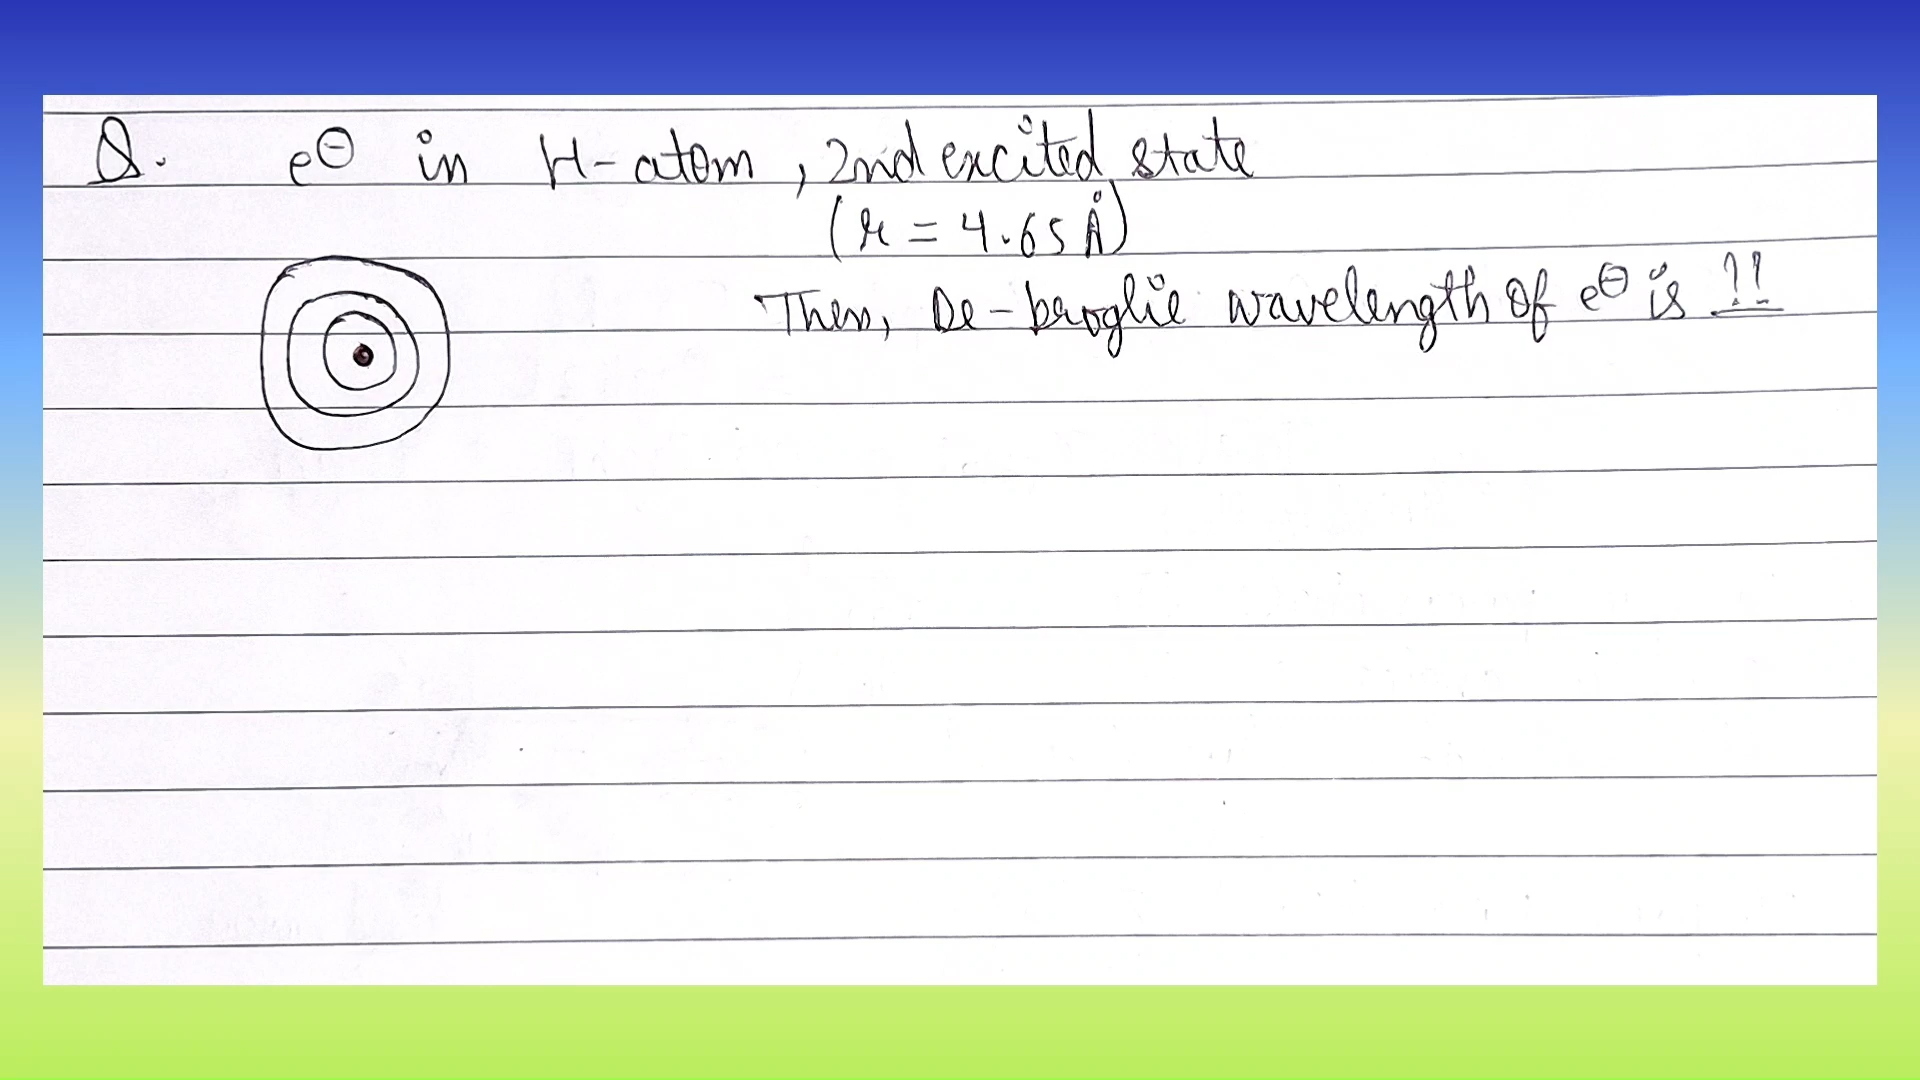 Q. e⊖ in H-atom, 2nd excited state
(r = 4.65 Å)
Then, De-broglie wavelength of e⊖ is ??